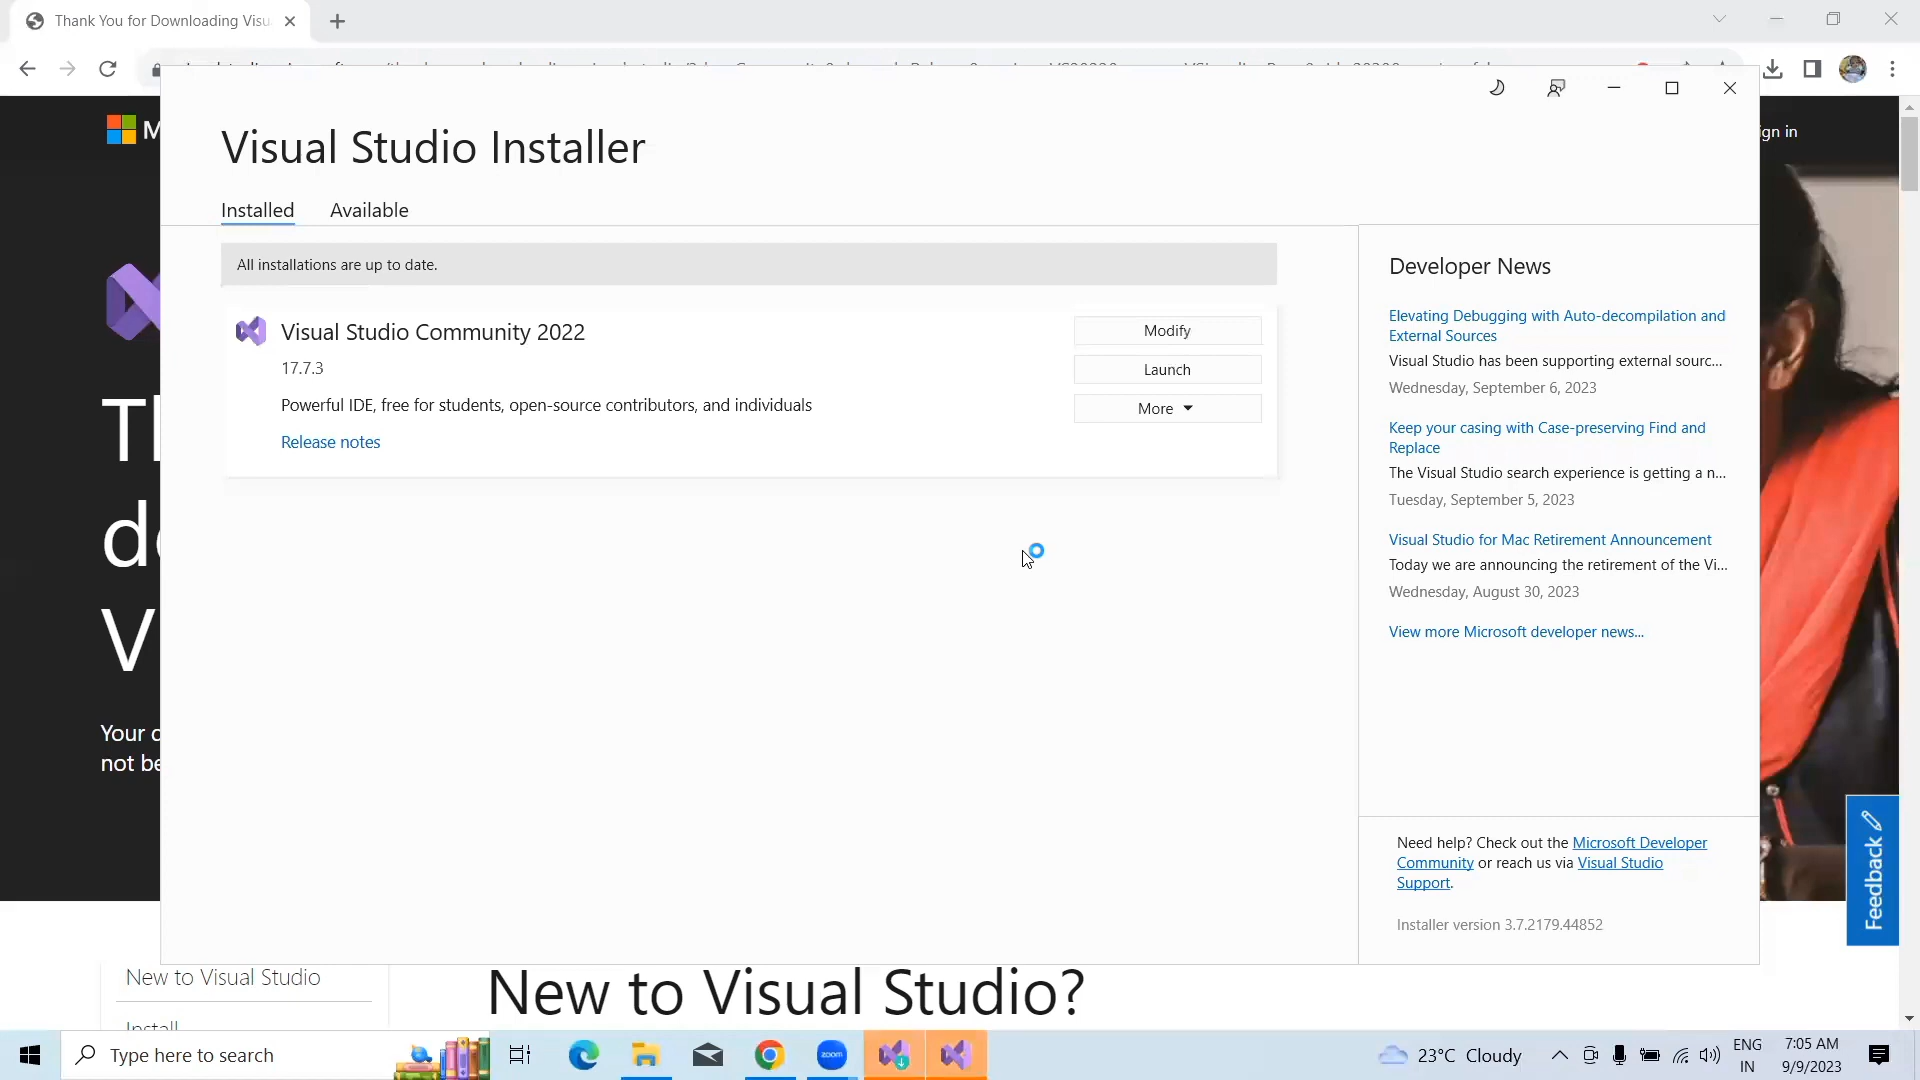 Thank You for Downloading Visu
ign in
Visual Studio Installer
Installed
Available
All installations are up to date.
Visual Studio Community 2022
17.7.3
Powerful IDE, free for students, open-source contributors, and individuals
Release notes
Modify
Launch
More
Developer News
Elevating Debugging with Auto-decompilation and
External Sources
Visual Studio has been supporting external sourc...
Wednesday, September 6, 2023
Keep your casing with Case-preserving Find and
Replace
The Visual Studio search experience is getting a n...
Tuesday, September 5, 2023
Visual Studio for Mac Retirement Announcement
Today we are announcing the retirement of the Vi...
Wednesday, August 30, 2023
View more Microsoft developer news...
Need help? Check out the Microsoft Developer
Community or reach us via Visual Studio
Support.
Installer version 3.7.2179.44852
Feedback
Your
not be
New to Visual Studio
Install
New to Visual Studio?
Type here to search
zoom
23°C Cloudy
ENG
IN
7:05 AM
9/9/2023